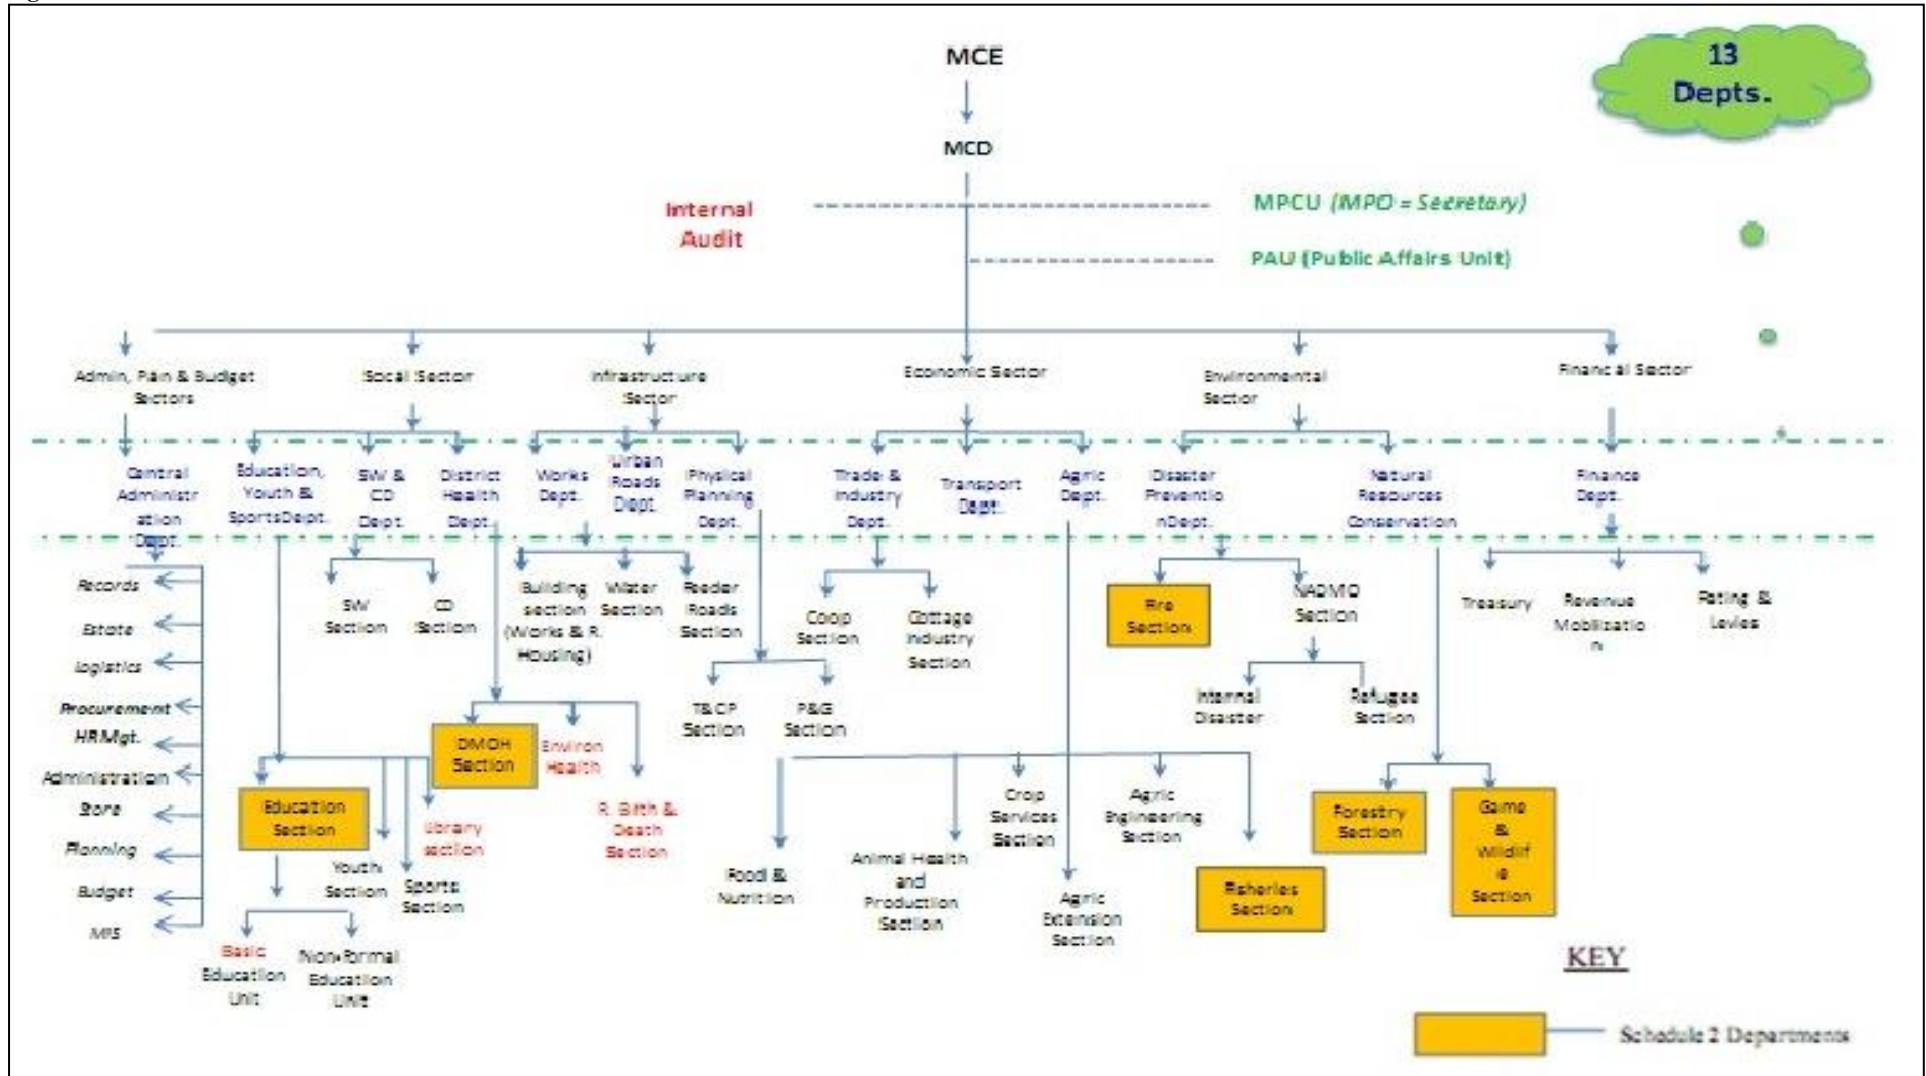 MCE
13
Depts.
MCD
Internal
Audit
MPCU (MPO = Secretary)
PAU (Public Affairs Unit)
Admin, Plan & Budget
Sectors
Social Sector
Infrastructure
Sector
Economic Sector
Environmental
Sector
Financial Sector
Central
Administr
ation
Dept.
Education,
Youth &
SportsDept.
SW &
CD
Dept.
District
Health
Dept.
Works
Dept.
Urban
Roads
Dept.
Physical
Planning
Dept.
Trade &
Industry
Dept.
Transport
Dept.
Agric
Dept.
Disaster
Preventio
nDept.
Natural
Resources
Conservation
Finance
Dept.
Records
Estate
Logistics
Procurement
HR Mgt.
Administration
Store
Planning
Budget
MIS
SW
Section
CD
Section
Building
section
(Works & R.
Housing)
Water
Section
Feeder
Roads
Section
Coop
Section
Cottage
Industry
Section
Fire
Section
NADMO
Section
Treasury
Revenue
Mobilizatio
n
Rating &
Levies
T&CP
Section
P&G
Section
Internal
Disaster
Refugee
Section
DMOH
Section
Environ
Health
R. Birth &
Death
Section
Education
Section
Library
section
Youth
Section
Sports
Section
Basic
Education
Unit
Non-formal
Education
Unit
Food &
Nutrition
Animal Health
and
Production
Section
Crop
Services
Section
Agric
Extension
Section
Agric
Engineering
Section
Fisheries
Section
Forestry
Section
Game
&
Wildlif
e
Section
KEY
Schedule 2 Departments